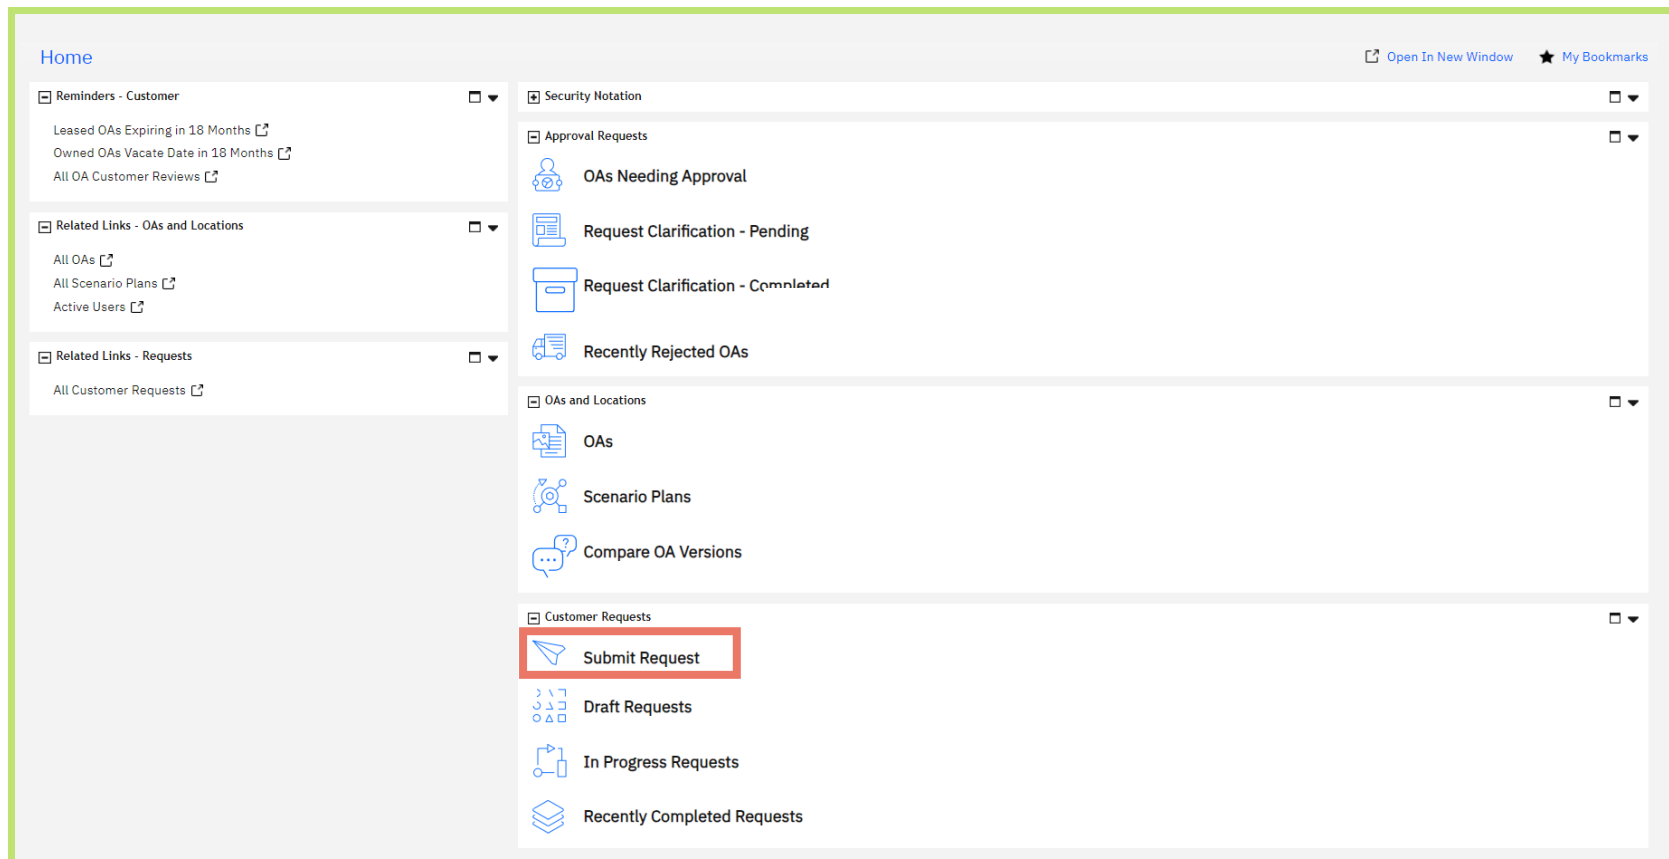 Home
Open In New Window
My Bookmarks
Reminders - Customer
Leased OAs Expiring in 18 Months
Owned OAs Vacate Date in 18 Months
All OA Customer Reviews
Related Links - OAs and Locations
All OAs
All Scenario Plans
Active Users
Related Links - Requests
All Customer Requests
Security Notation
Approval Requests
OAs Needing Approval
Request Clarification - Pending
Request Clarification - Completed
Recently Rejected OAs
OAs and Locations
OAs
Scenario Plans
Compare OA Versions
Customer Requests
Submit Request
Draft Requests
In Progress Requests
Recently Completed Requests